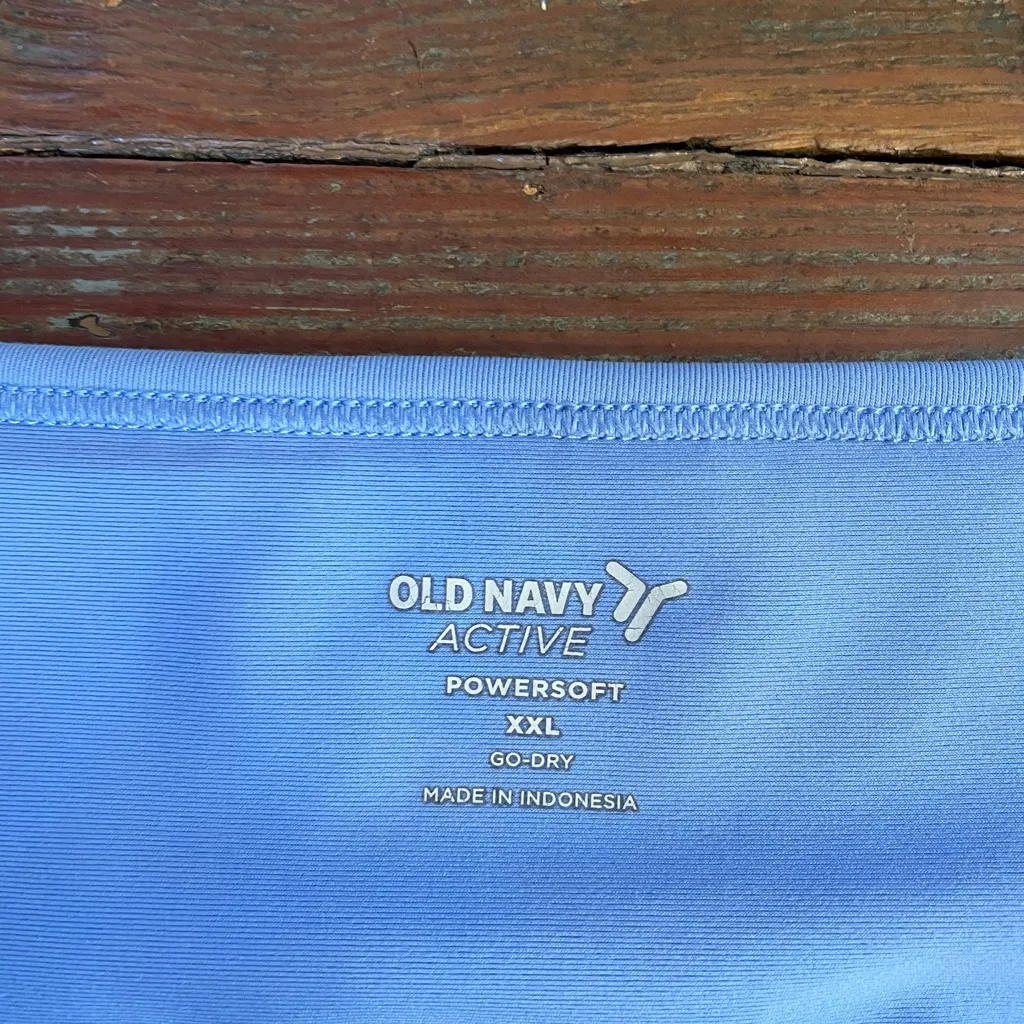 OLD NAVY
ACTIVE
POWERSOFT
XXL
GO-DRY
MADE IN INDONESIA